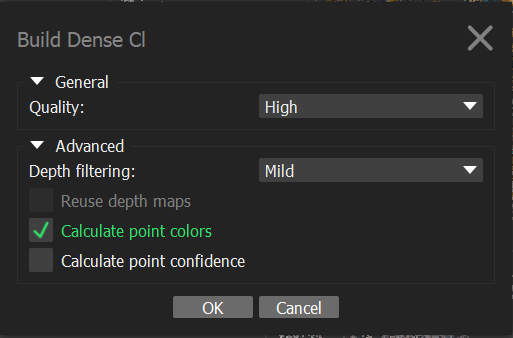 Build Dense Cl
General
Quality: High
Advanced
Depth filtering: Mild
Reuse depth maps
Calculate point colors
Calculate point confidence
OK Cancel